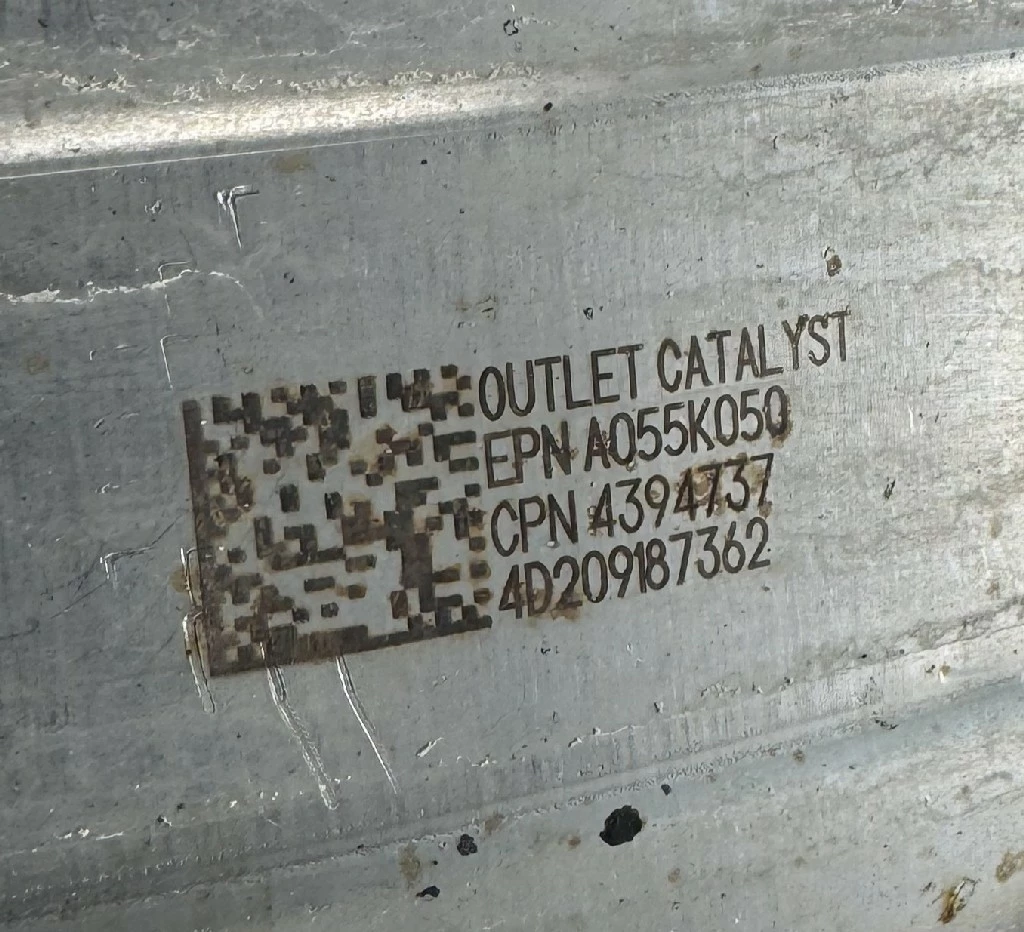 OUTLET CATALYST
EPN A055K050
CPN 4394737
4D209187362